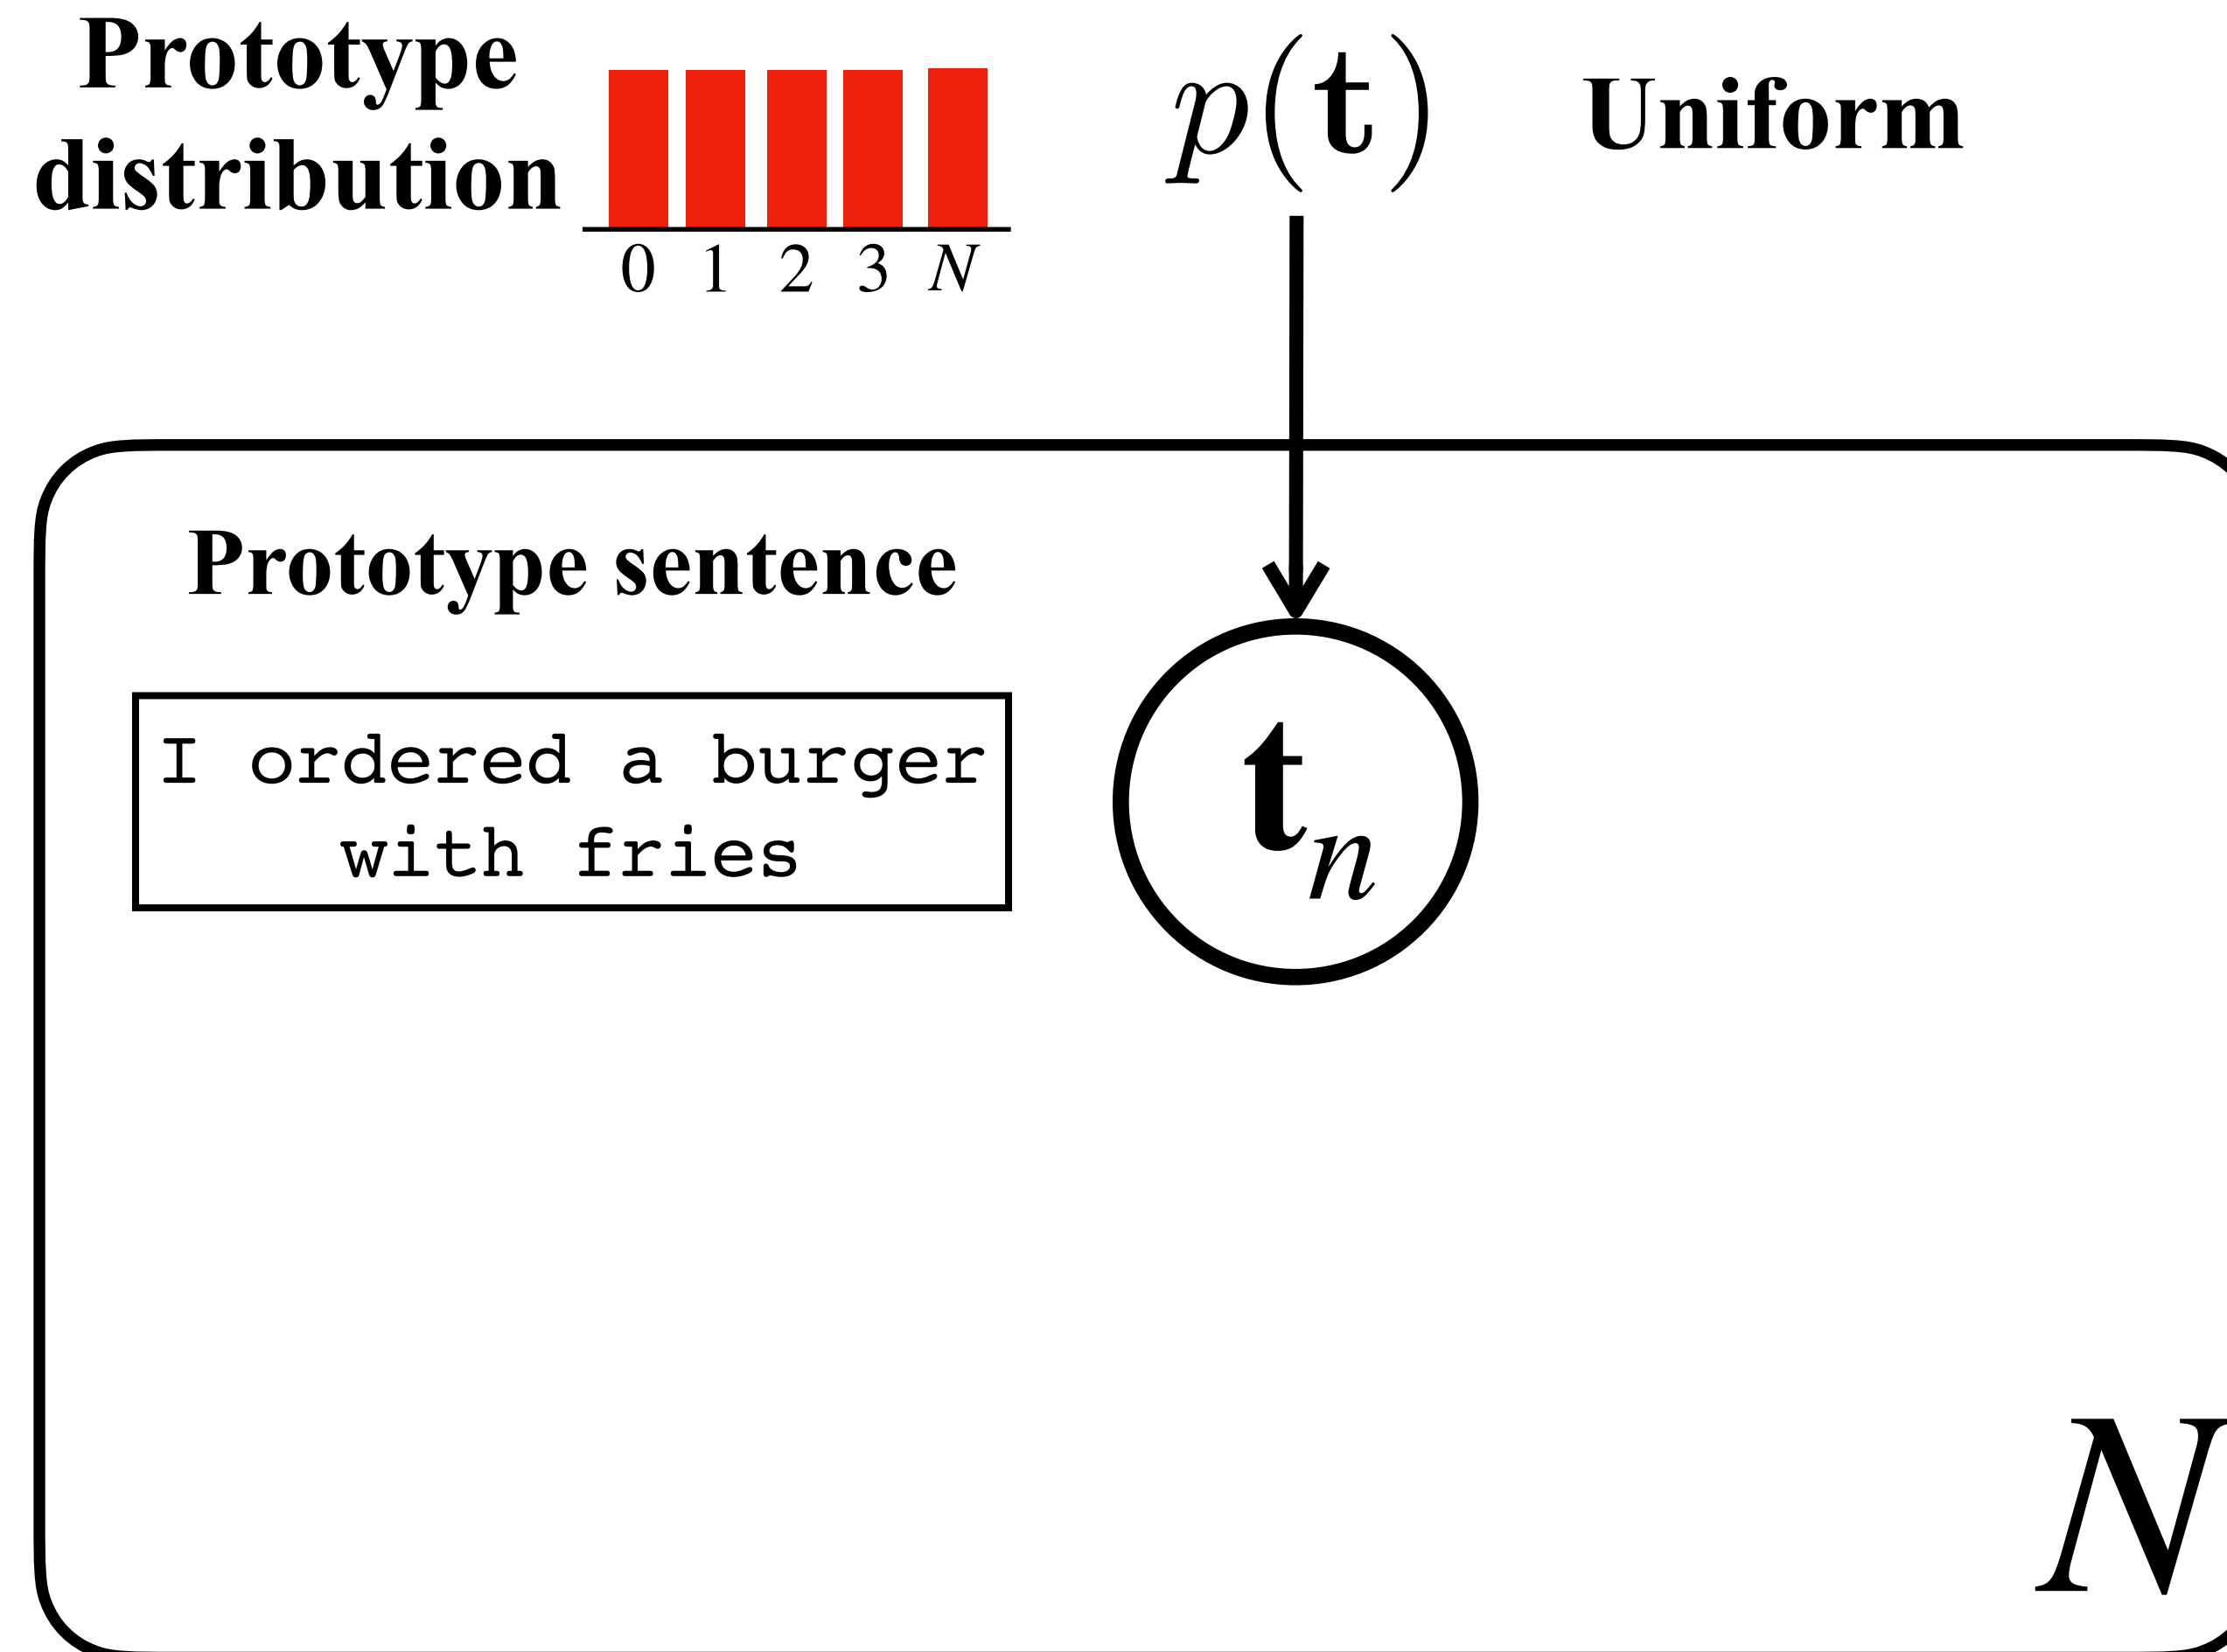 Prototype
distribution
0 1 2 3 N
p(t)
Uniform
Prototype sentence
I ordered a burger
with fries
tn
N